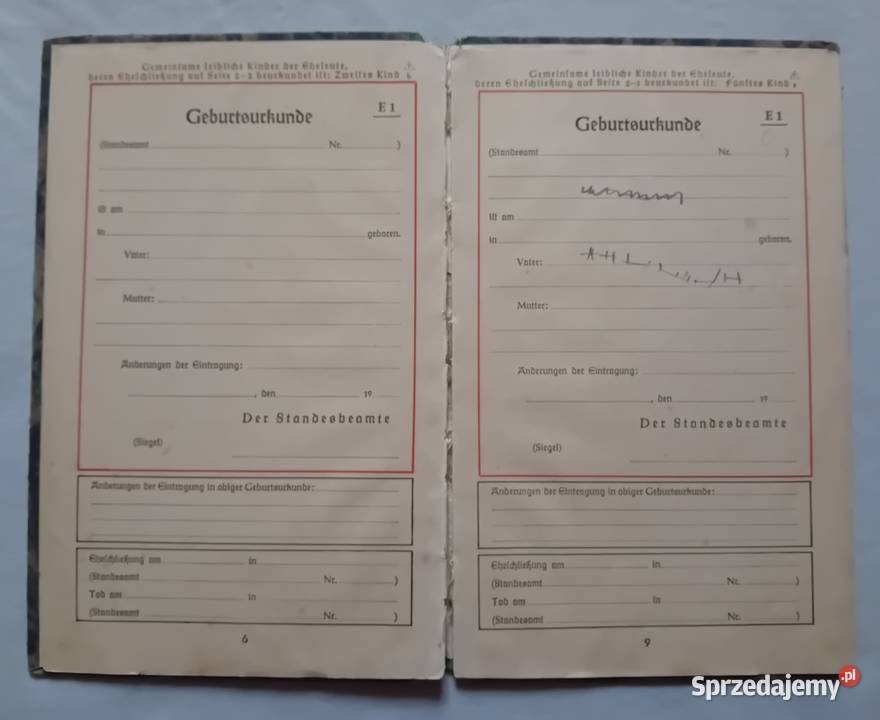 Gemeinsame leibliche Kinder der Eheleute,
deren Eheschließung auf Seite 2-3 beurkundet ist: Zweites Kind
E 1
Geburtsurkunde
(Standesamt Nr. )
ist am
in geboren.
Vater:
Mutter:
Änderungen der Eintragung:
, den 19
Der Standesbeamte
(Siegel)
Änderungen der Eintragung in obiger Geburtsurkunde:
Eheschließung am in
(Standesamt Nr. )
Tod am in
(Standesamt Nr. )
6
Gemeinsame leibliche Kinder der Eheleute,
deren Eheschließung auf Seite 2-3 beurkundet ist: Fünftes Kind
E 1
Geburtsurkunde
(Standesamt Nr. )
ist am
in geboren.
Vater:
Mutter:
Änderungen der Eintragung:
, den 19
Der Standesbeamte
(Siegel)
Änderungen der Eintragung in obiger Geburtsurkunde:
Eheschließung am in
(Standesamt Nr. )
Tod am in
(Standesamt Nr. )
9
Sprzedajemy.pl